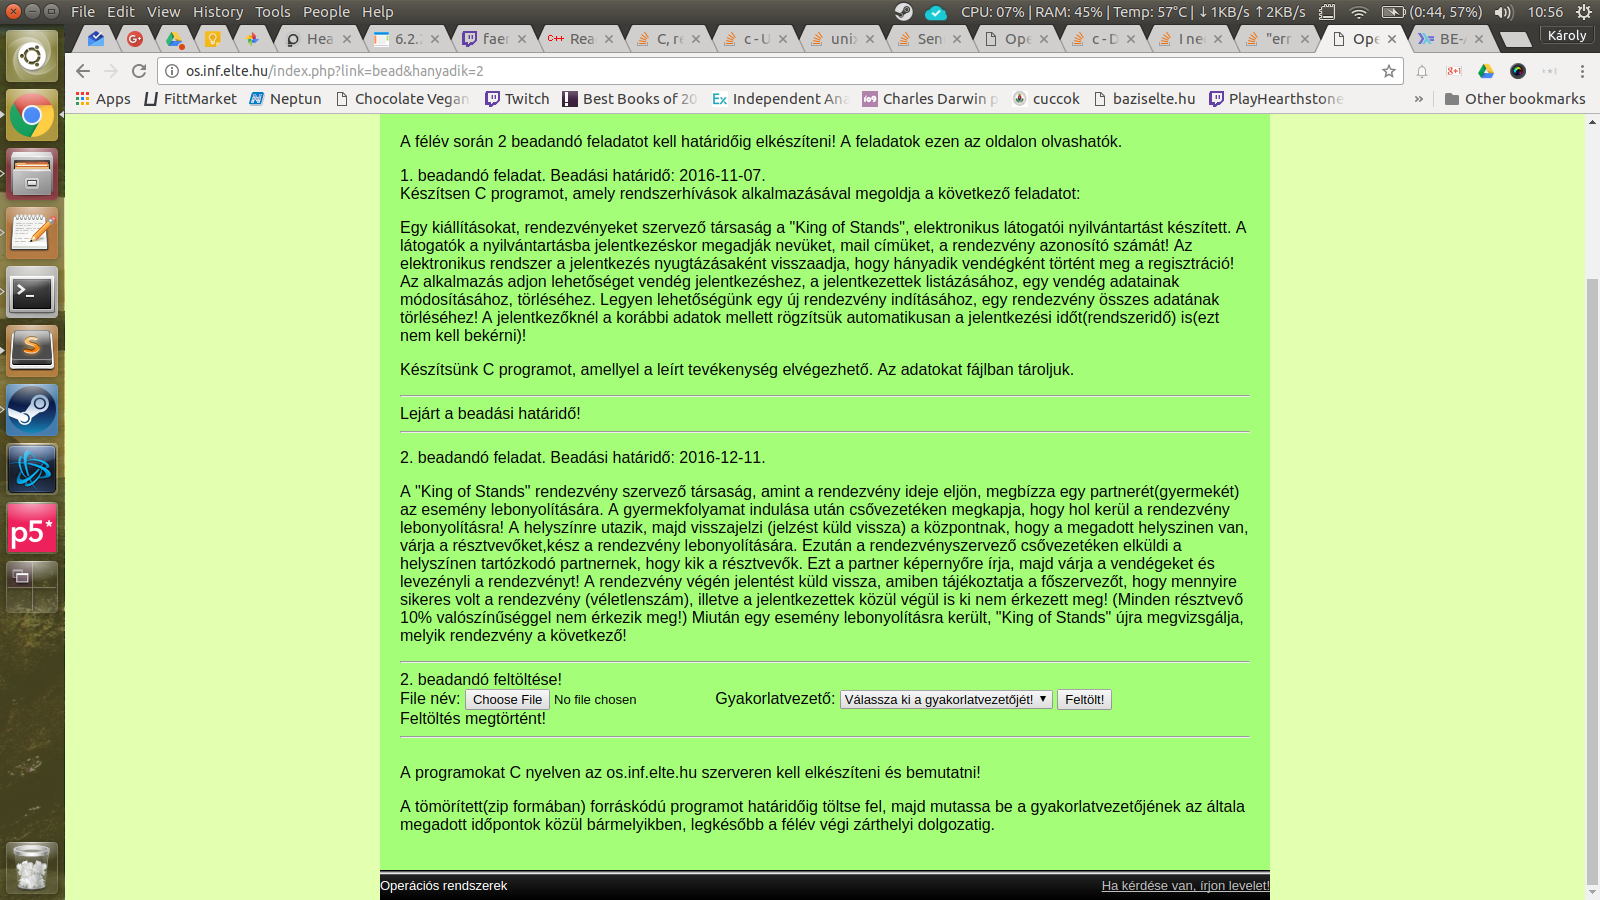 File Edit View History Tools People Help
CPU: 07% | RAM: 45% | Temp: 57°C | ↓1KB/s ↑2KB/s (0:44, 57%) 10:56
Hea 6.2. faer Rea C, re c - U unix Sen Ope c - D I nee "err Ope BE- Károly
os.inf.elte.hu/index.php?link=bead&hanyadik=2
Apps FittMarket Neptun Chocolate Vegan Twitch Best Books of 20 Independent Ana Charles Darwin p cuccok baziselte.hu PlayHearthstone » Other bookmarks
A félév során 2 beadandó feladatot kell határidőig elkészíteni! A feladatok ezen az oldalon olvashatók.
1. beadandó feladat. Beadási határidő: 2016-11-07.
Készítsen C programot, amely rendszerhívások alkalmazásával megoldja a következő feladatot:
Egy kiállításokat, rendezvényeket szervező társaság a "King of Stands", elektronikus látogatói nyilvántartást készített. A
látogatók a nyilvántartásba jelentkezéskor megadják nevüket, mail címüket, a rendezvény azonosító számát! Az
elektronikus rendszer a jelentkezés nyugtázásaként visszaadja, hogy hányadik vendégként történt meg a regisztráció!
Az alkalmazás adjon lehetőséget vendég jelentkezéshez, a jelentkezettek listázásához, egy vendég adatainak
módosításához, törléséhez. Legyen lehetőségünk egy új rendezvény indításához, egy rendezvény összes adatának
törléséhez! A jelentkezőknél a korábbi adatok mellett rögzítsük automatikusan a jelentkezési időt(rendszeridő) is(ezt
nem kell bekérni)!
Készítsünk C programot, amellyel a leírt tevékenység elvégezhető. Az adatokat fájlban tároljuk.
Lejárt a beadási határidő!
2. beadandó feladat. Beadási határidő: 2016-12-11.
A "King of Stands" rendezvény szervező társaság, amint a rendezvény ideje eljön, megbízza egy partnerét(gyermekét)
az esemény lebonyolítására. A gyermekfolyamat indulása után csővezetéken megkapja, hogy hol kerül a rendezvény
lebonyolításra! A helyszínre utazik, majd visszajelzi (jelzést küld vissza) a központnak, hogy a megadott helyszinen van,
várja a résztvevőket,kész a rendezvény lebonyolítására. Ezután a rendezvényszervező csővezetéken elküldi a
helyszínen tartózkodó partnernek, hogy kik a résztvevők. Ezt a partner képernyőre írja, majd várja a vendégeket és
levezényli a rendezvényt! A rendezvény végén jelentést küld vissza, amiben tájékoztatja a főszervezőt, hogy mennyire
sikeres volt a rendezvény (véletlenszám), illetve a jelentkezettek közül végül is ki nem érkezett meg! (Minden résztvevő
10% valószínűséggel nem érkezik meg!) Miután egy esemény lebonyolításra került, "King of Stands" újra megvizsgálja,
melyik rendezvény a következő!
2. beadandó feltöltése!
File név: Choose File No file chosen Gyakorlatvezető: Válassza ki a gyakorlatvezetőjét! Feltölt!
Feltöltés megtörtént!
A programokat C nyelven az os.inf.elte.hu szerveren kell elkészíteni és bemutatni!
A tömörített(zip formában) forráskódú programot határidőig töltse fel, majd mutassa be a gyakorlatvezetőjének az általa
megadott időpontok közül bármelyikben, legkésőbb a félév végi zárthelyi dolgozatig.
Operációs rendszerek Ha kérdése van, írjon levelet!
p5*